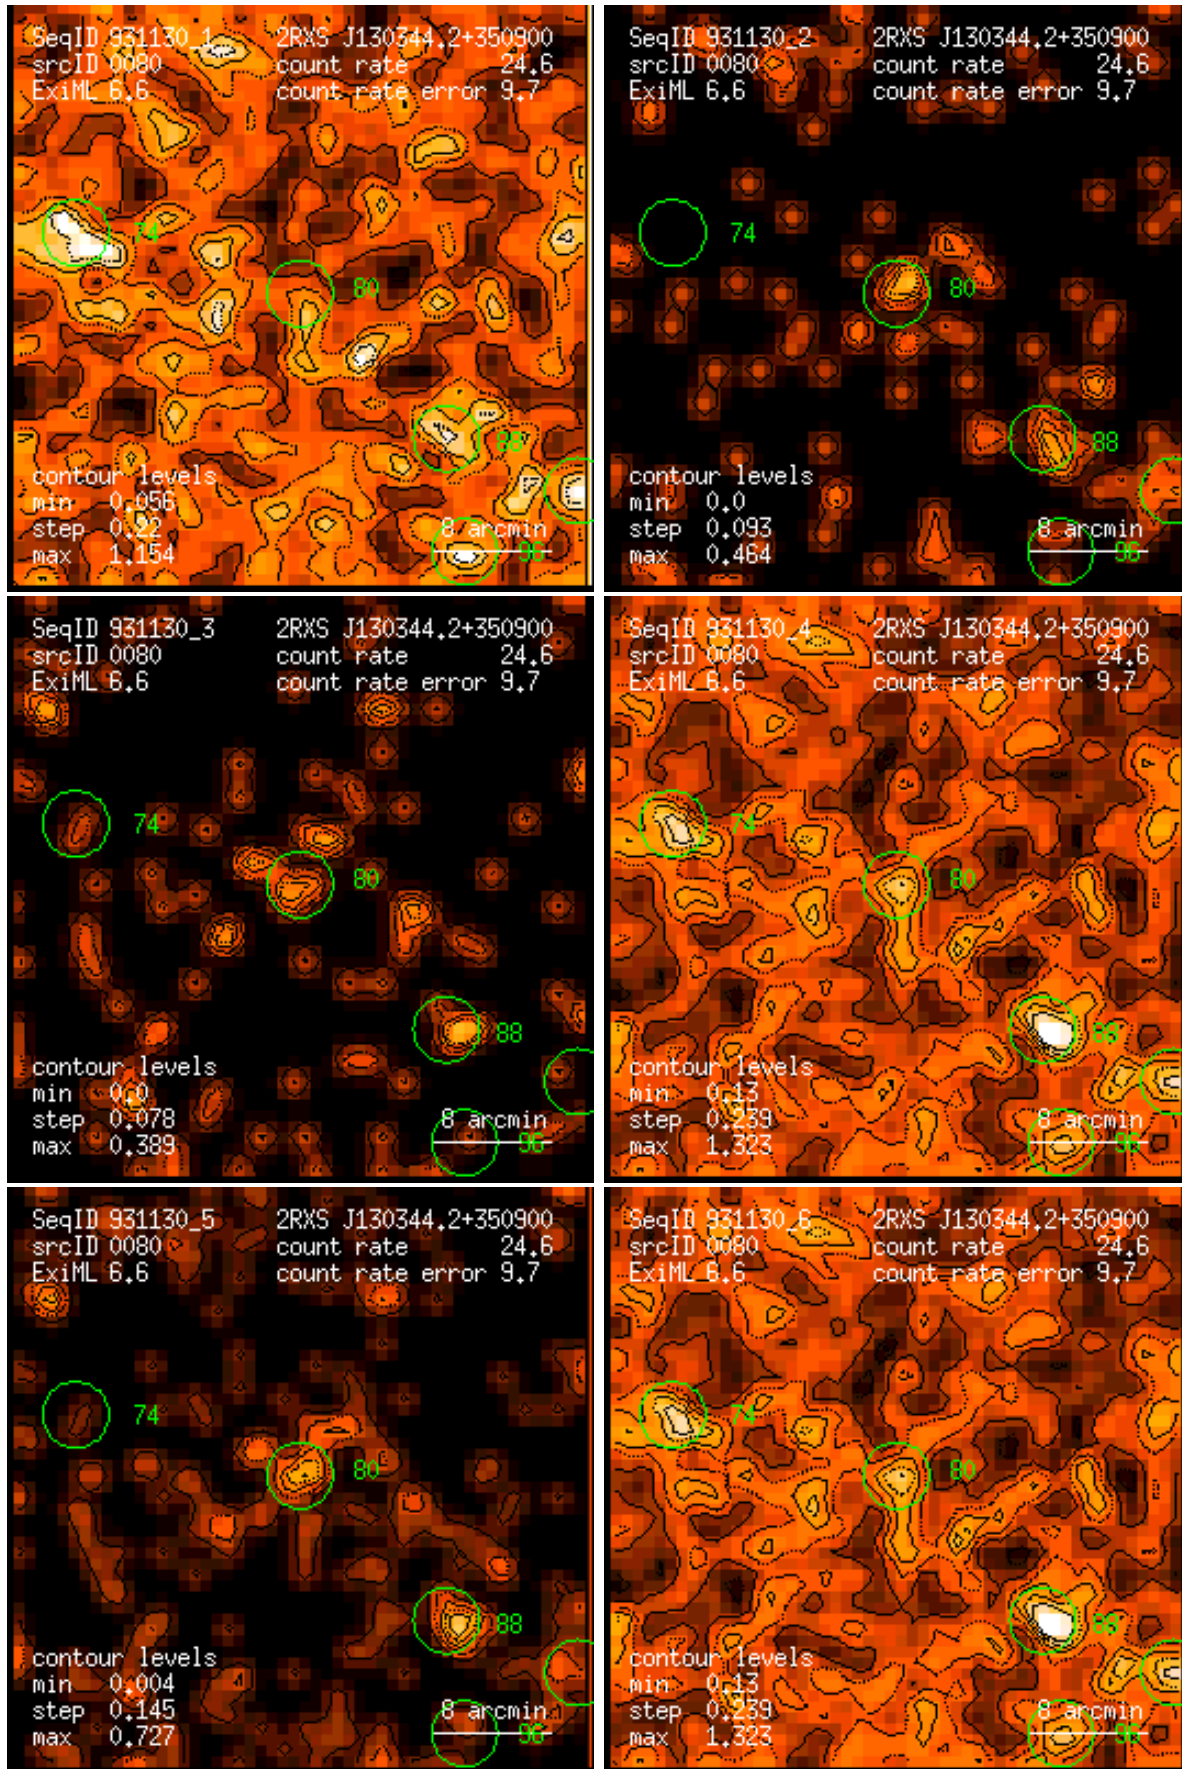 SeqID 931130_1 2RXS J130344.2+350900
srcID 0080 count rate 24.6
ExiML 6.6 count rate error 9.7
74
80
88
contour levels
min 0.056
step 0.22 8 arcmin
max 1.154 96
SeqID 931130_2 2RXS J130344.2+350900
srcID 0080 count rate 24.6
ExiML 6.6 count rate error 9.7
74
80
88
contour levels
min 0.0
step 0.093 8 arcmin
max 0.464 96
SeqID 931130_3 2RXS J130344.2+350900
srcID 0080 count rate 24.6
ExiML 6.6 count rate error 9.7
74
80
88
contour levels
min 0.0
step 0.078 8 arcmin
max 0.389 96
SeqID 931130_4 2RXS J130344.2+350900
srcID 0080 count rate 24.6
ExiML 6.6 count rate error 9.7
74
80
88
contour levels
min 0.13
step 0.239 8 arcmin
max 1.323 96
SeqID 931130_5 2RXS J130344.2+350900
srcID 0080 count rate 24.6
ExiML 6.6 count rate error 9.7
74
80
88
contour levels
min 0.004
step 0.145 8 arcmin
max 0.727 96
SeqID 931130_6 2RXS J130344.2+350900
srcID 0080 count rate 24.6
ExiML 6.6 count rate error 9.7
74
80
88
contour levels
min 0.13
step 0.239 8 arcmin
max 1.323 96